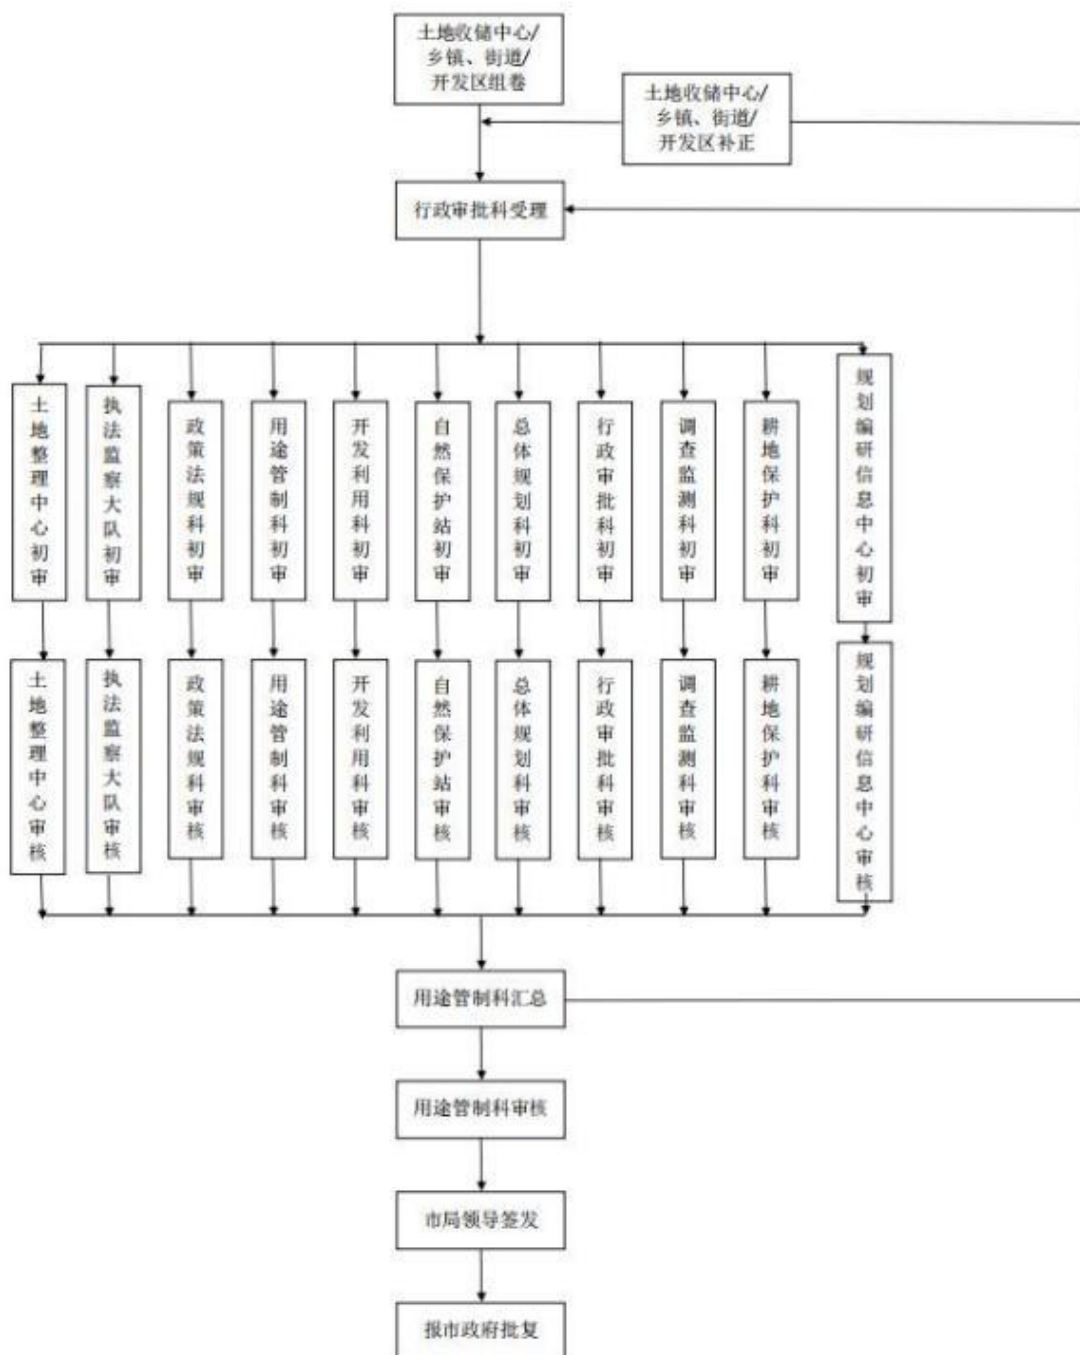 土地收储中心/
乡镇、街道/
开发区组卷
土地收储中心/
乡镇、街道/
开发区补正
行政审批科受理
土地整理中心初审
执法监察大队初审
政策法规科初审
用途管制科初审
开发利用科初审
自然保护站初审
总体规划科初审
行政审批科初审
调查监测科初审
耕地保护科初审
规划编研信息中心初审
土地整理中心审核
执法监察大队审核
政策法规科审核
用途管制科审核
开发利用科审核
自然保护站审核
总体规划科审核
行政审批科审核
调查监测科审核
耕地保护科审核
规划编研信息中心审核
用途管制科汇总
用途管制科审核
市局领导签发
报市政府批复